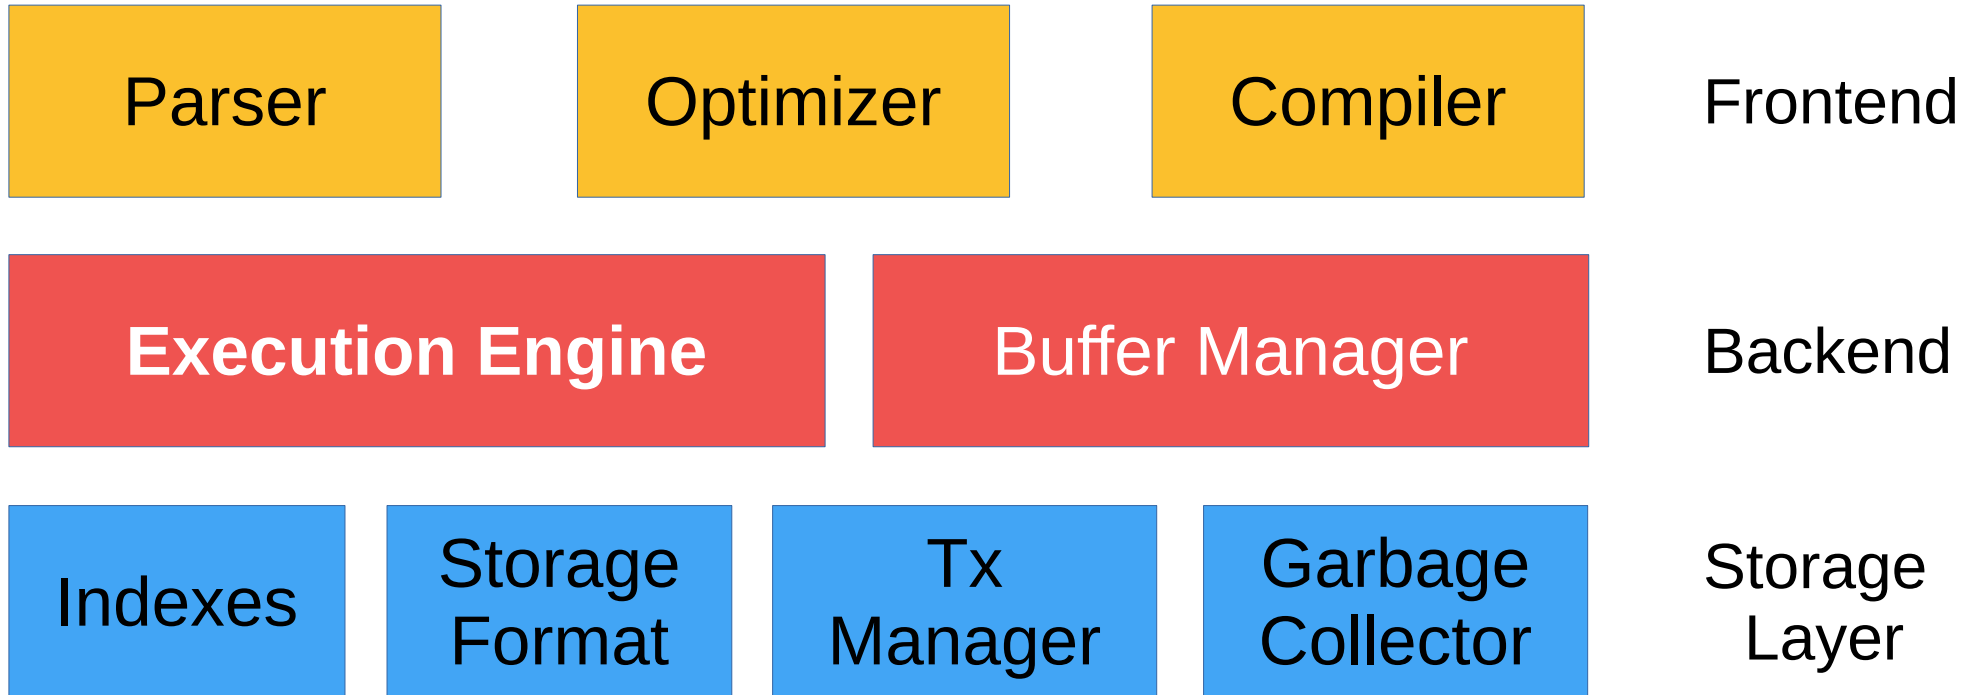 Parser
Optimizer
Compiler
Frontend
Execution Engine
Buffer Manager
Backend
Indexes
Storage
Format
Tx
Manager
Garbage
Collector
Storage
Layer